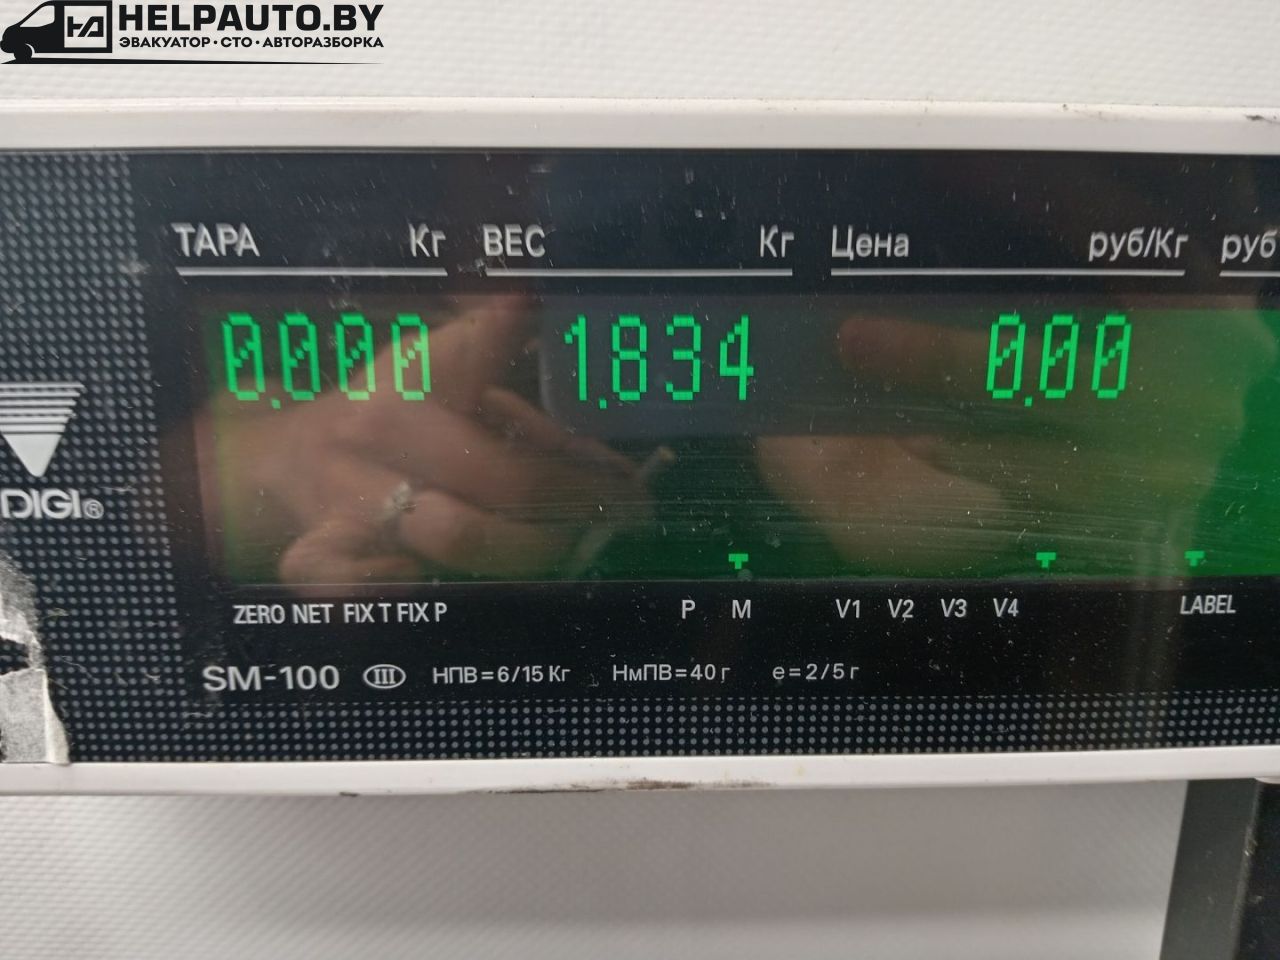 HELPAUTO.BY
ЭВАКУАТОР·СТО·АВТОРАЗБОРКА
ТАРА Кг ВЕС Кг Цена руб/Кг руб
0.000 1.834 0.00
DIGI®
ZERO NET FIX T FIX P P M V1 V2 V3 V4 LABEL
SM-100 III НПВ=6/15 Кг НмПВ=40 г e=2/5 г